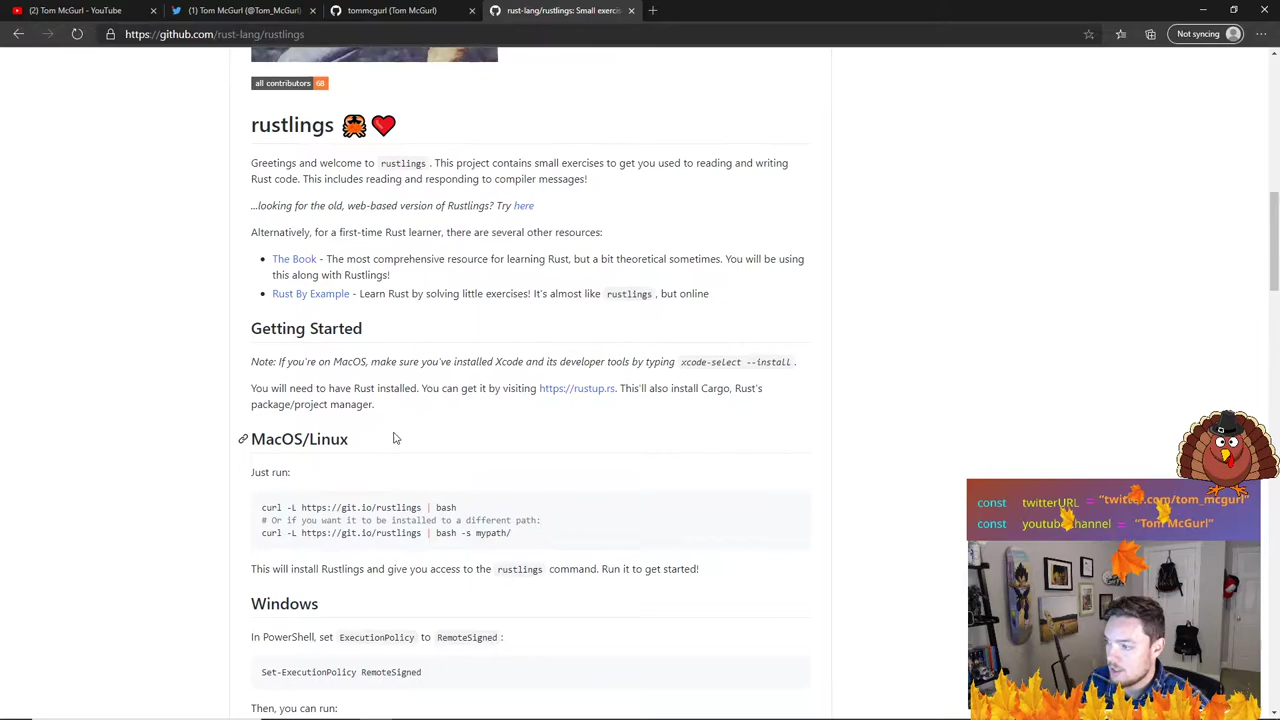 (2) Tom McGurl - YouTube
(1) Tom McGurl (@Tom_McGurl)
tommcgurl (Tom McGurl)
rust-lang/rustlings: Small exercis
https://github.com/rust-lang/rustlings
Not syncing
all contributors 68
rustlings 🦀❤️
Greetings and welcome to rustlings . This project contains small exercises to get you used to reading and writing
Rust code. This includes reading and responding to compiler messages!
...looking for the old, web-based version of Rustlings? Try here
Alternatively, for a first-time Rust learner, there are several other resources:
• The Book - The most comprehensive resource for learning Rust, but a bit theoretical sometimes. You will be using
this along with Rustlings!
• Rust By Example - Learn Rust by solving little exercises! It's almost like rustlings , but online
Getting Started
Note: If you're on MacOS, make sure you've installed Xcode and its developer tools by typing xcode-select --install .
You will need to have Rust installed. You can get it by visiting https://rustup.rs. This'll also install Cargo, Rust's
package/project manager.
MacOS/Linux
Just run:
curl -L https://git.io/rustlings | bash
# Or if you want it to be installed to a different path:
curl -L https://git.io/rustlings | bash -s mypath/
This will install Rustlings and give you access to the rustlings command. Run it to get started!
Windows
In PowerShell, set ExecutionPolicy to RemoteSigned :
Set-ExecutionPolicy RemoteSigned
Then, you can run:
const twitterURL = "twitter.com/tom_mcgurl"
const youtubeChannel = "Tom McGurl"